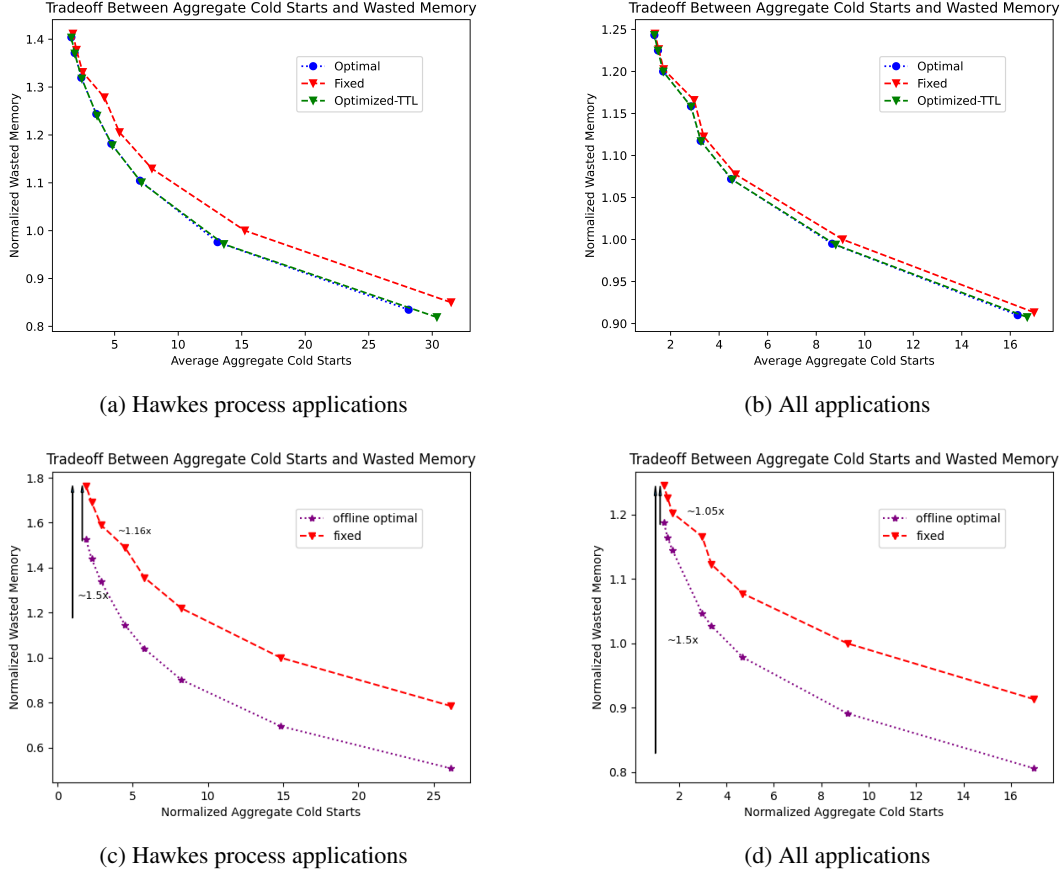 Tradeoff Between Aggregate Cold Starts and Wasted Memory
1.4
1.3
1.2
1.1
1.0
0.9
0.8
Normalized Wasted Memory
Optimal
Fixed
Optimized-TTL
5 10 15 20 25 30
Average Aggregate Cold Starts
(a) Hawkes process applications
Tradeoff Between Aggregate Cold Starts and Wasted Memory
1.25
1.20
1.15
1.10
1.05
1.00
0.95
0.90
Normalized Wasted Memory
Optimal
Fixed
Optimized-TTL
2 4 6 8 10 12 14 16
Average Aggregate Cold Starts
(b) All applications
Tradeoff Between Aggregate Cold Starts and Wasted Memory
1.8
1.6
1.4
1.2
1.0
0.8
0.6
Normalized Wasted Memory
offline optimal
fixed
~1.16x
~1.5x
0 5 10 15 20 25
Normalized Aggregate Cold Starts
(c) Hawkes process applications
Tradeoff Between Aggregate Cold Starts and Wasted Memory
1.2
1.1
1.0
0.9
0.8
Normalized Wasted Memory
offline optimal
fixed
~1.05x
~1.5x
2 4 6 8 10 12 14 16
Normalized Aggregate Cold Starts
(d) All applications